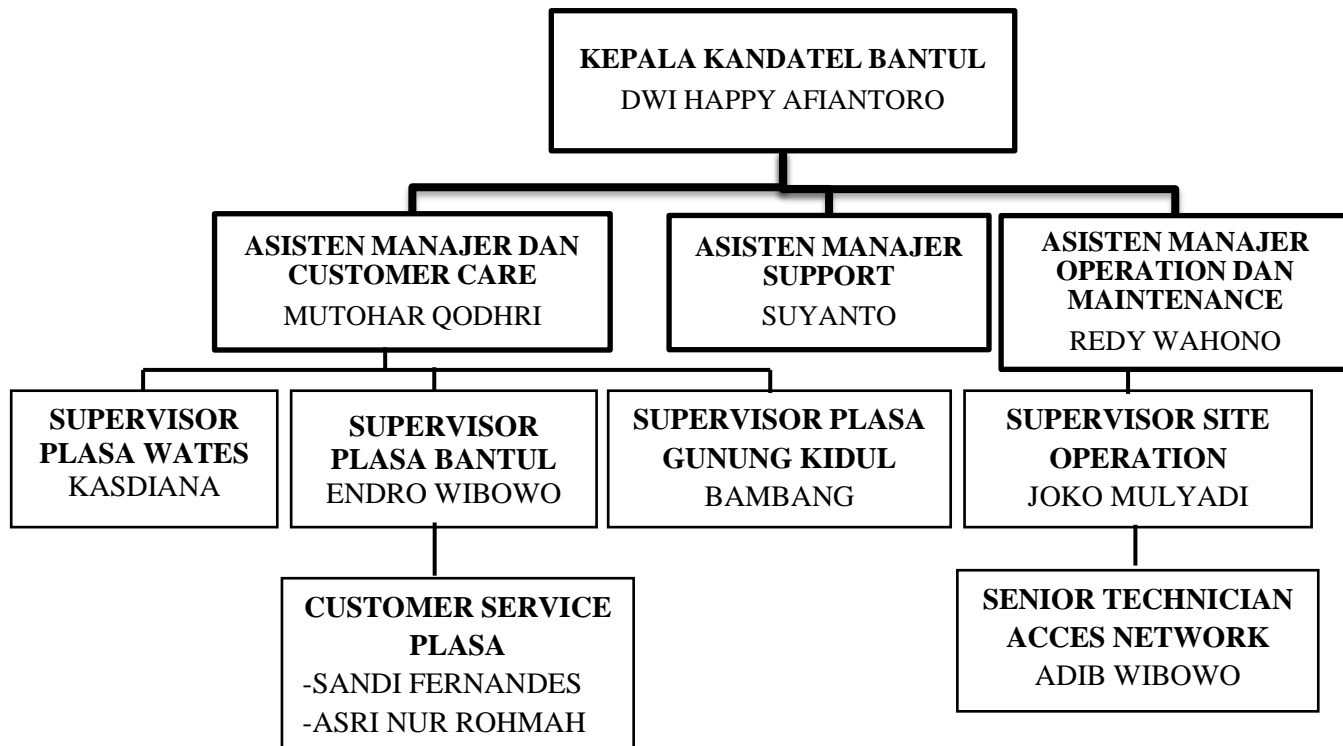 KEPALA KANDATEL BANTUL
DWI HAPPY AFIANTORO
ASISTEN MANAJER DAN
CUSTOMER CARE
MUTOHAR QODHRI
ASISTEN MANAJER
SUPPORT
SUYANTO
ASISTEN MANAJER
OPERATION DAN
MAINTENANCE
REDY WAHONO
SUPERVISOR
PLASA WATES
KASDIANA
SUPERVISOR
PLASA BANTUL
ENDRO WIBOWO
SUPERVISOR PLASA
GUNUNG KIDUL
BAMBANG
SUPERVISOR SITE
OPERATION
JOKO MULYADI
CUSTOMER SERVICE
PLASA
-SANDI FERNANDES
-ASRI NUR ROHMAH
SENIOR TECHNICIAN
ACCES NETWORK
ADIB WIBOWO